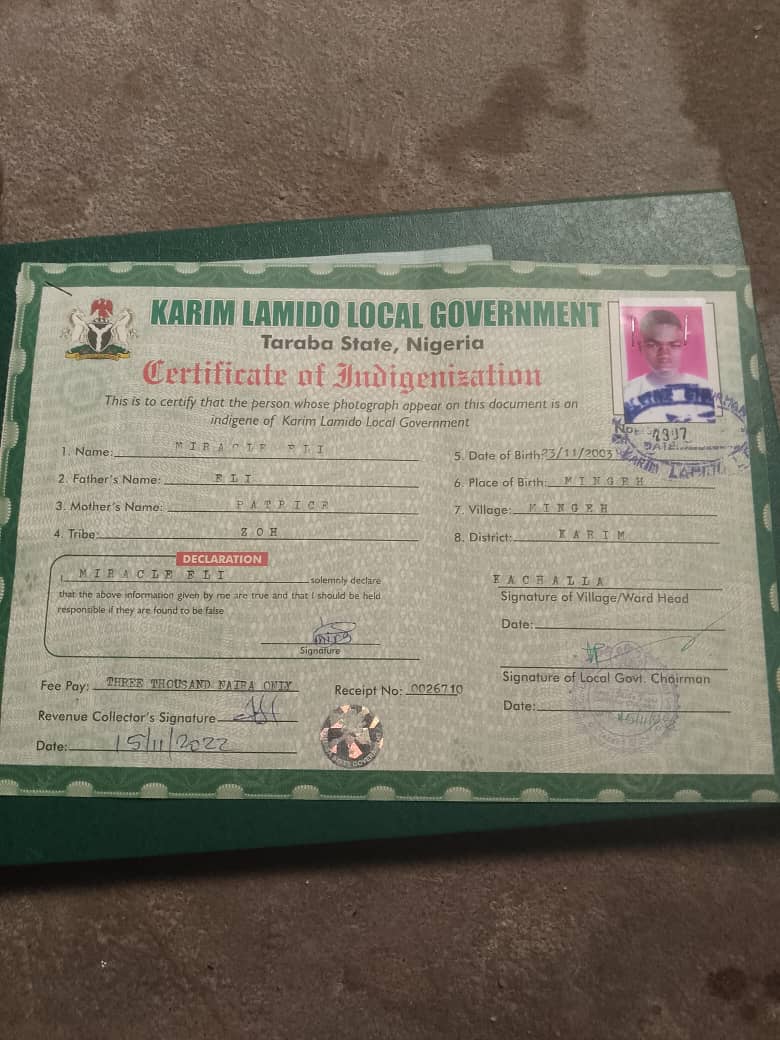 KARIM LAMIDO LOCAL GOVERNMENT
Taraba State, Nigeria
Certificate of Indigenization
This is to certify that the person whose photograph appear on this document is an
indigene of Karim Lamido Local Government
No: 2997
DATE
KARIM LAMIDO
1. Name: MIRACLE ELI
2. Father's Name: ELI
3. Mother's Name: PATRICE
4. Tribe: ZOH
5. Date of Birth: 23/11/2003
6. Place of Birth: MINGEH
7. Village: MINGEH
8. District: KARIM
DECLARATION
I, MIRACLE ELI solemnly declare
that the above information given by me are true and that I should be held
responsible if they are found to be false
Signature
KACHALLA
Signature of Village/Ward Head
Date:
Signature of Local Govt. Chairman
Date:
Fee Pay: THREE THOUSAND NAIRA ONLY
Receipt No: 0026710
Revenue Collector's Signature
Date: 15/11/2022